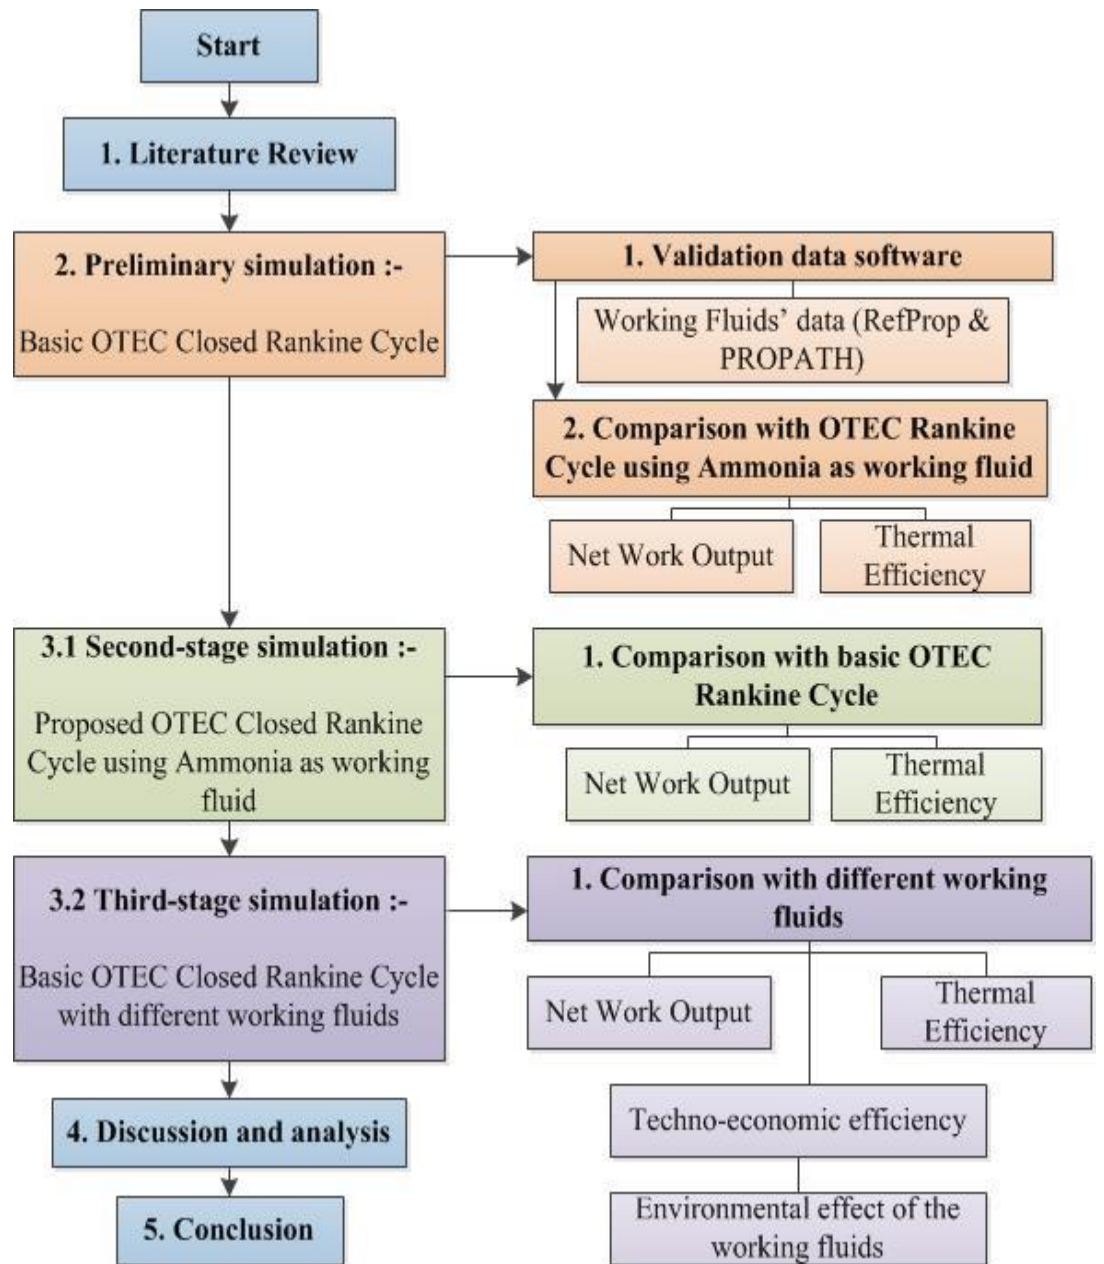 Start
1. Literature Review
2. Preliminary simulation :-
Basic OTEC Closed Rankine Cycle
1. Validation data software
Working Fluids' data (RefProp &
PROPATH)
2. Comparison with OTEC Rankine
Cycle using Ammonia as working fluid
Net Work Output
Thermal
Efficiency
3.1 Second-stage simulation :-
Proposed OTEC Closed Rankine
Cycle using Ammonia as working
fluid
1. Comparison with basic OTEC
Rankine Cycle
Net Work Output
Thermal
Efficiency
3.2 Third-stage simulation :-
Basic OTEC Closed Rankine Cycle
with different working fluids
1. Comparison with different working
fluids
Net Work Output
Thermal
Efficiency
Techno-economic efficiency
Environmental effect of the
working fluids
4. Discussion and analysis
5. Conclusion